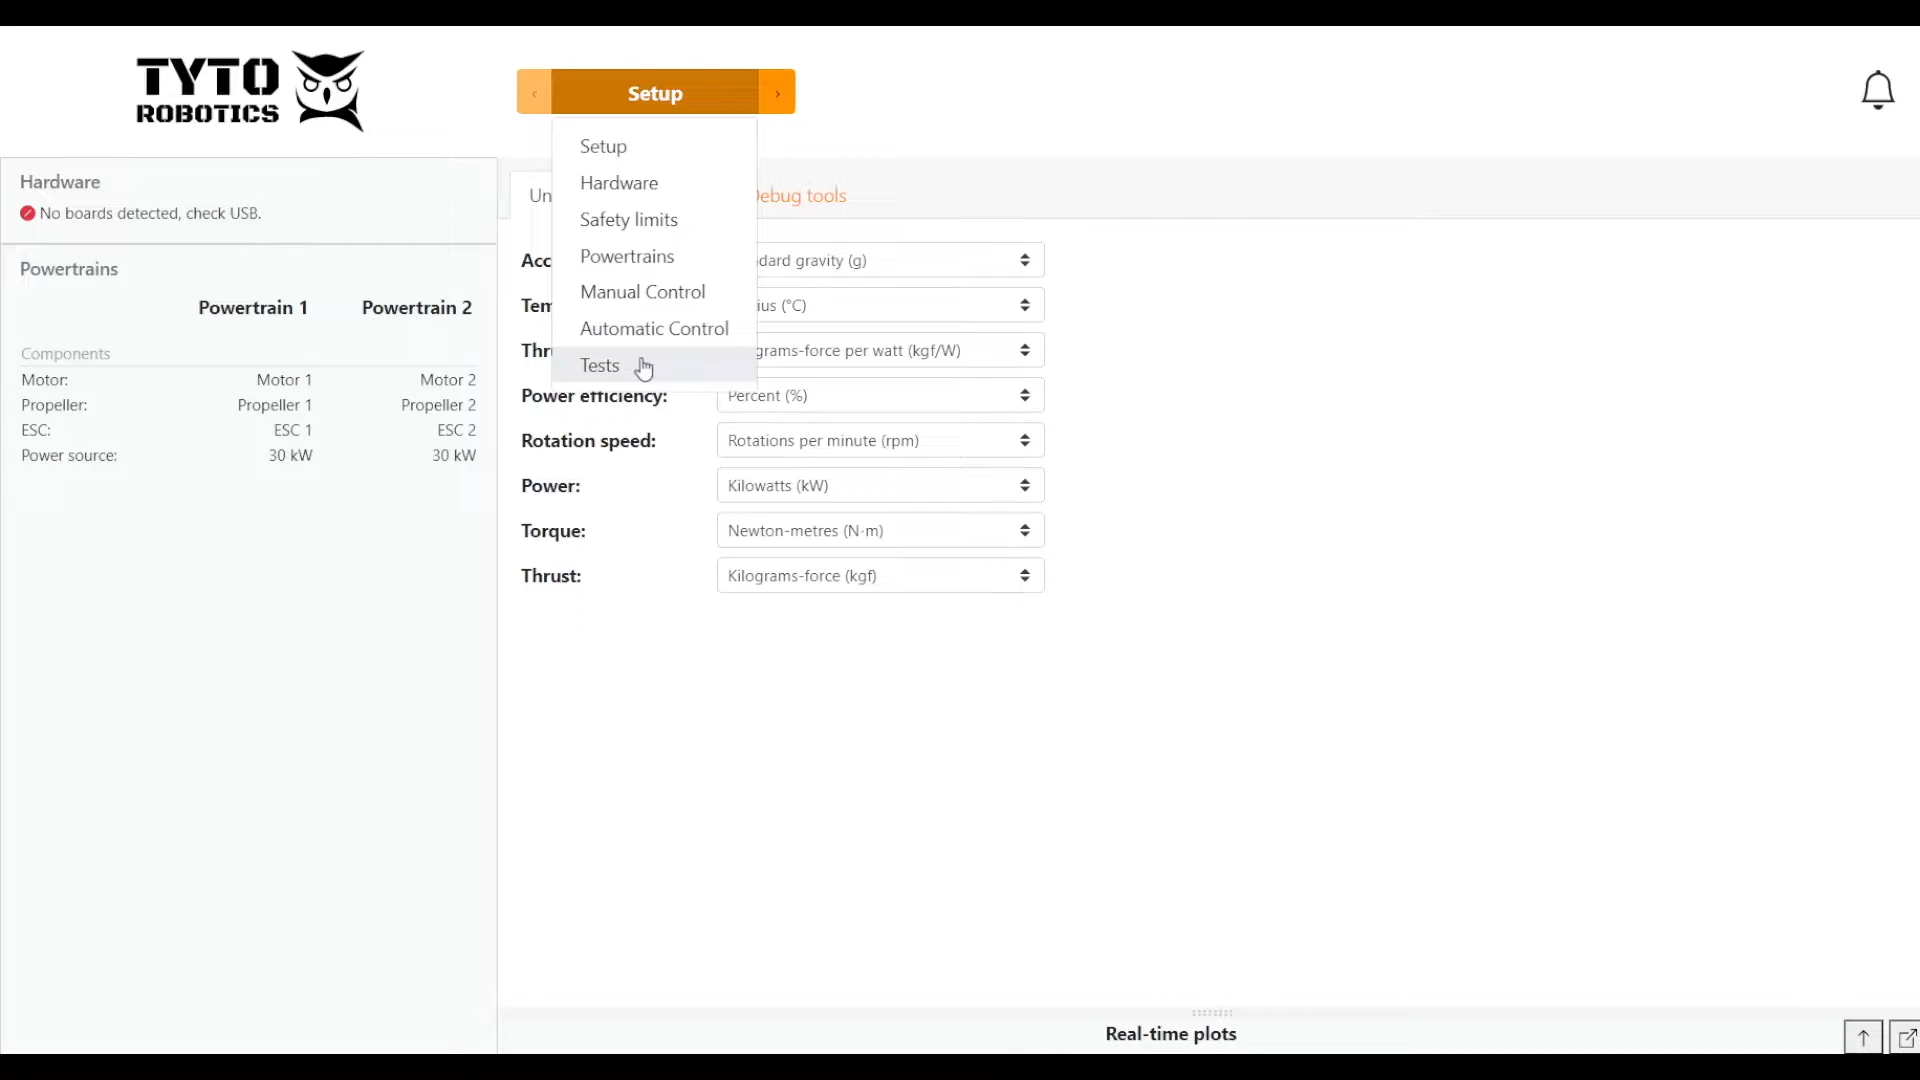 TYTO
ROBOTICS
‹ Setup ›
Setup
Hardware
Safety limits
Powertrains
Manual Control
Automatic Control
Tests
Hardware
No boards detected, check USB.
Powertrains
Powertrain 1 Powertrain 2
Components
Motor: Motor 1 Motor 2
Propeller: Propeller 1 Propeller 2
ESC: ESC 1 ESC 2
Power source: 30 kW 30 kW
Un ebug tools
Acc dard gravity (g)
Tem ius (°C)
Thru grams-force per watt (kgf/W)
Power efficiency: Percent (%)
Rotation speed: Rotations per minute (rpm)
Power: Kilowatts (kW)
Torque: Newton-metres (N·m)
Thrust: Kilograms-force (kgf)
Real-time plots